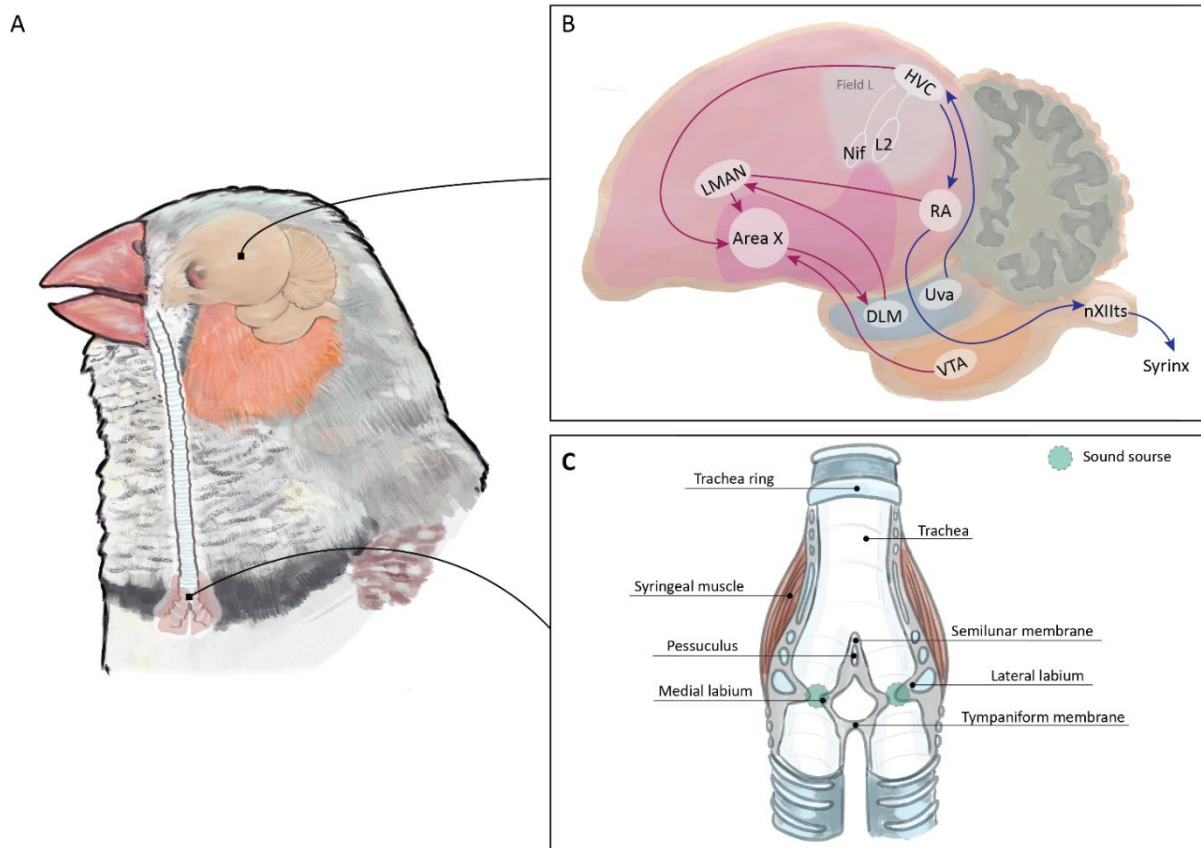 A
B
Field L
HVC
Nif
L2
LMAN
RA
Area X
Uva
DLM
nXIIts
VTA
Syrinx
C
Sound sourse
Trachea ring
Trachea
Syringeal muscle
Semilunar membrane
Pessuculus
Lateral labium
Medial labium
Tympaniform membrane